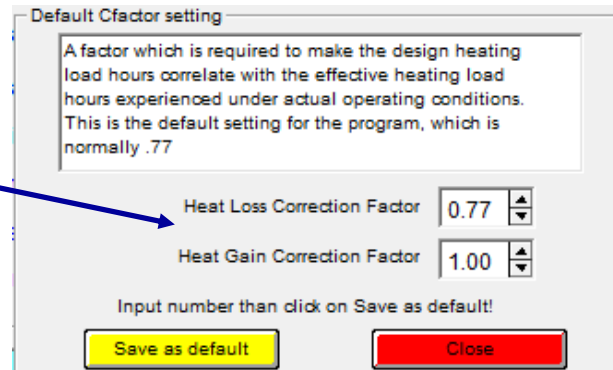 Default Cfactor setting
A factor which is required to make the design heating
load hours correlate with the effective heating load
hours experienced under actual operating conditions.
This is the default setting for the program, which is
normally .77
Heat Loss Correction Factor 0.77
Heat Gain Correction Factor 1.00
Input number than click on Save as default!
Save as default Close